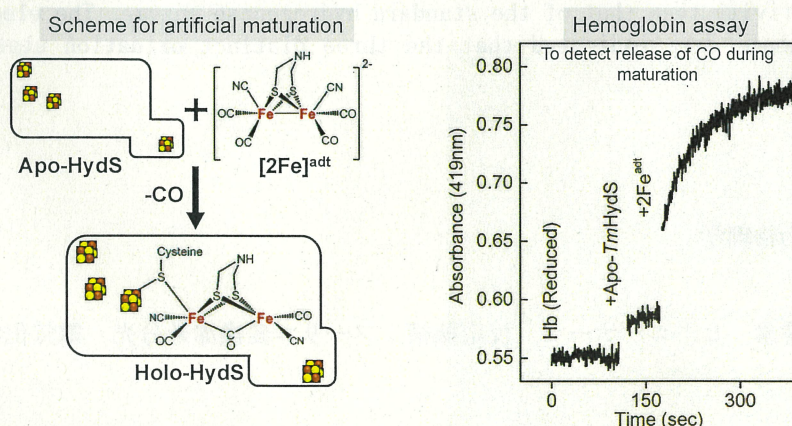 Scheme for artificial maturation
Hemoglobin assay
To detect release of CO during
maturation
Apo-HydS
+
2-
NH
S
S
NC
CN
OC
Fe
Fe
CO
OC
CO
[2Fe]adt
-CO
Cysteine
S
NH
S
S
NC
Fe
Fe
CO
OC
C
O
CN
Holo-HydS
Absorbance (419nm)
0.80
0.75
0.70
0.65
0.60
0.55
Hb (Reduced)
+Apo-TmHydS
+2Feadt
0
150
300
Time (sec)